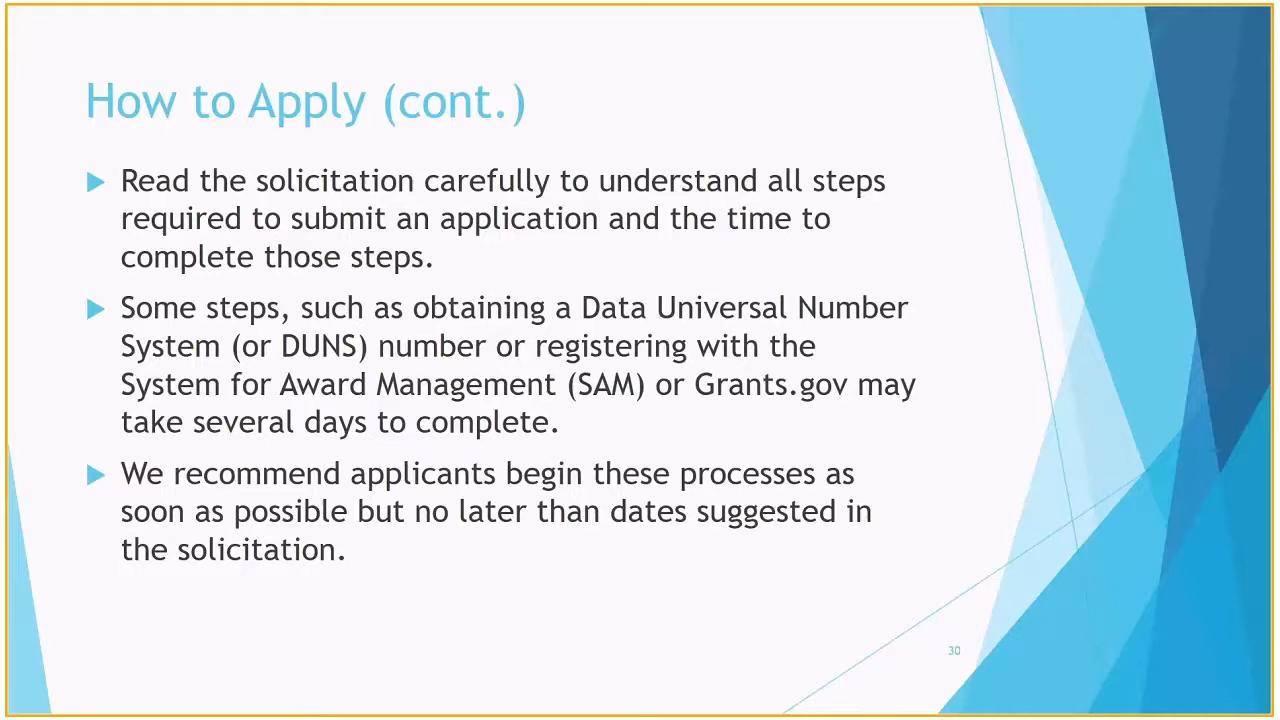 How to Apply (cont.)
Read the solicitation carefully to understand all steps
required to submit an application and the time to
complete those steps.
Some steps, such as obtaining a Data Universal Number
System (or DUNS) number or registering with the
System for Award Management (SAM) or Grants.gov may
take several days to complete.
We recommend applicants begin these processes as
soon as possible but no later than dates suggested in
the solicitation.
30